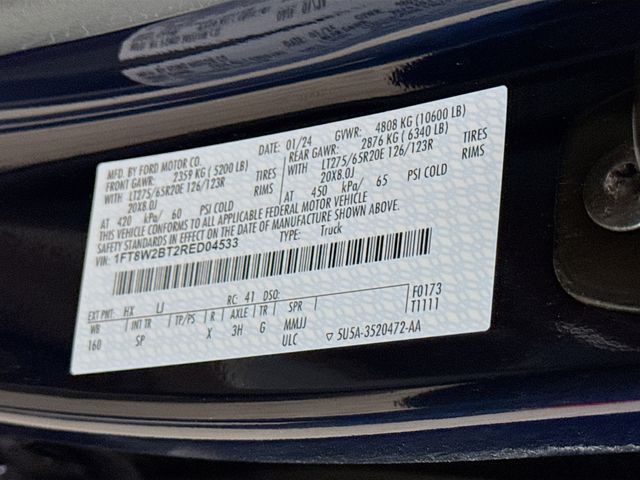 MFD. BY FORD MOTOR CO.
DATE: 01/24 GVWR: 4808 KG (10600 LB)
FRONT GAWR: 2359 KG ( 5200 LB) REAR GAWR: 2876 KG ( 6340 LB)
LT275/65R20E 126/123R TIRES LT275/65R20E 126/123R TIRES
20X8.0J RIMS 20X8.0J RIMS
AT 420 kPa/ 60 PSI COLD AT 450 kPa/ 65 PSI COLD
THIS VEHICLE CONFORMS TO ALL APPLICABLE FEDERAL MOTOR VEHICLE
SAFETY STANDARDS IN EFFECT ON THE DATE OF MANUFACTURE SHOWN ABOVE.
VIN: 1FT8W2BT2RED04533 TYPE: Truck
EXT PNT: HX RC: 41 DSO:
WB INT TR TP/PS R AXLE TR SPR F0173
160 SP X 3H G MMJJ T1111
ULC 5U5A-3520472-AA